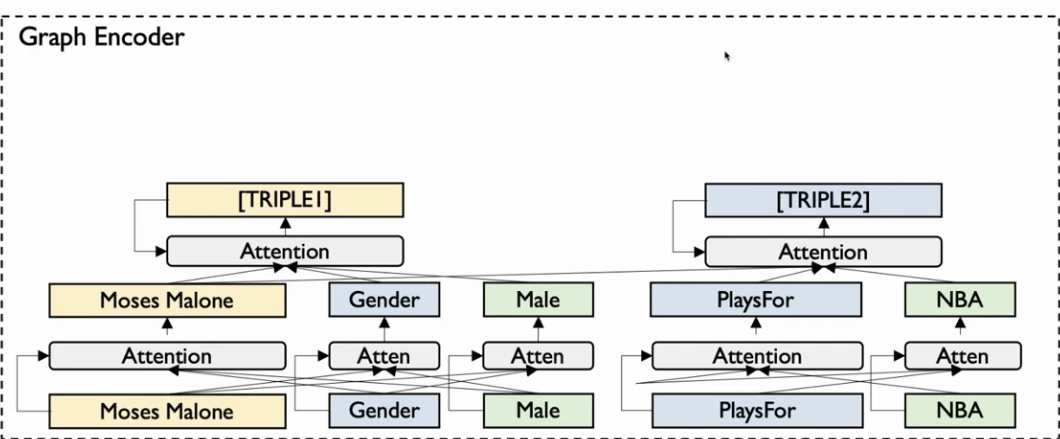 Graph Encoder
[TRIPLE1] [TRIPLE2]
Attention Attention
Moses Malone Gender Male PlaysFor NBA
Attention Atten Atten Attention Atten
Moses Malone Gender Male PlaysFor NBA